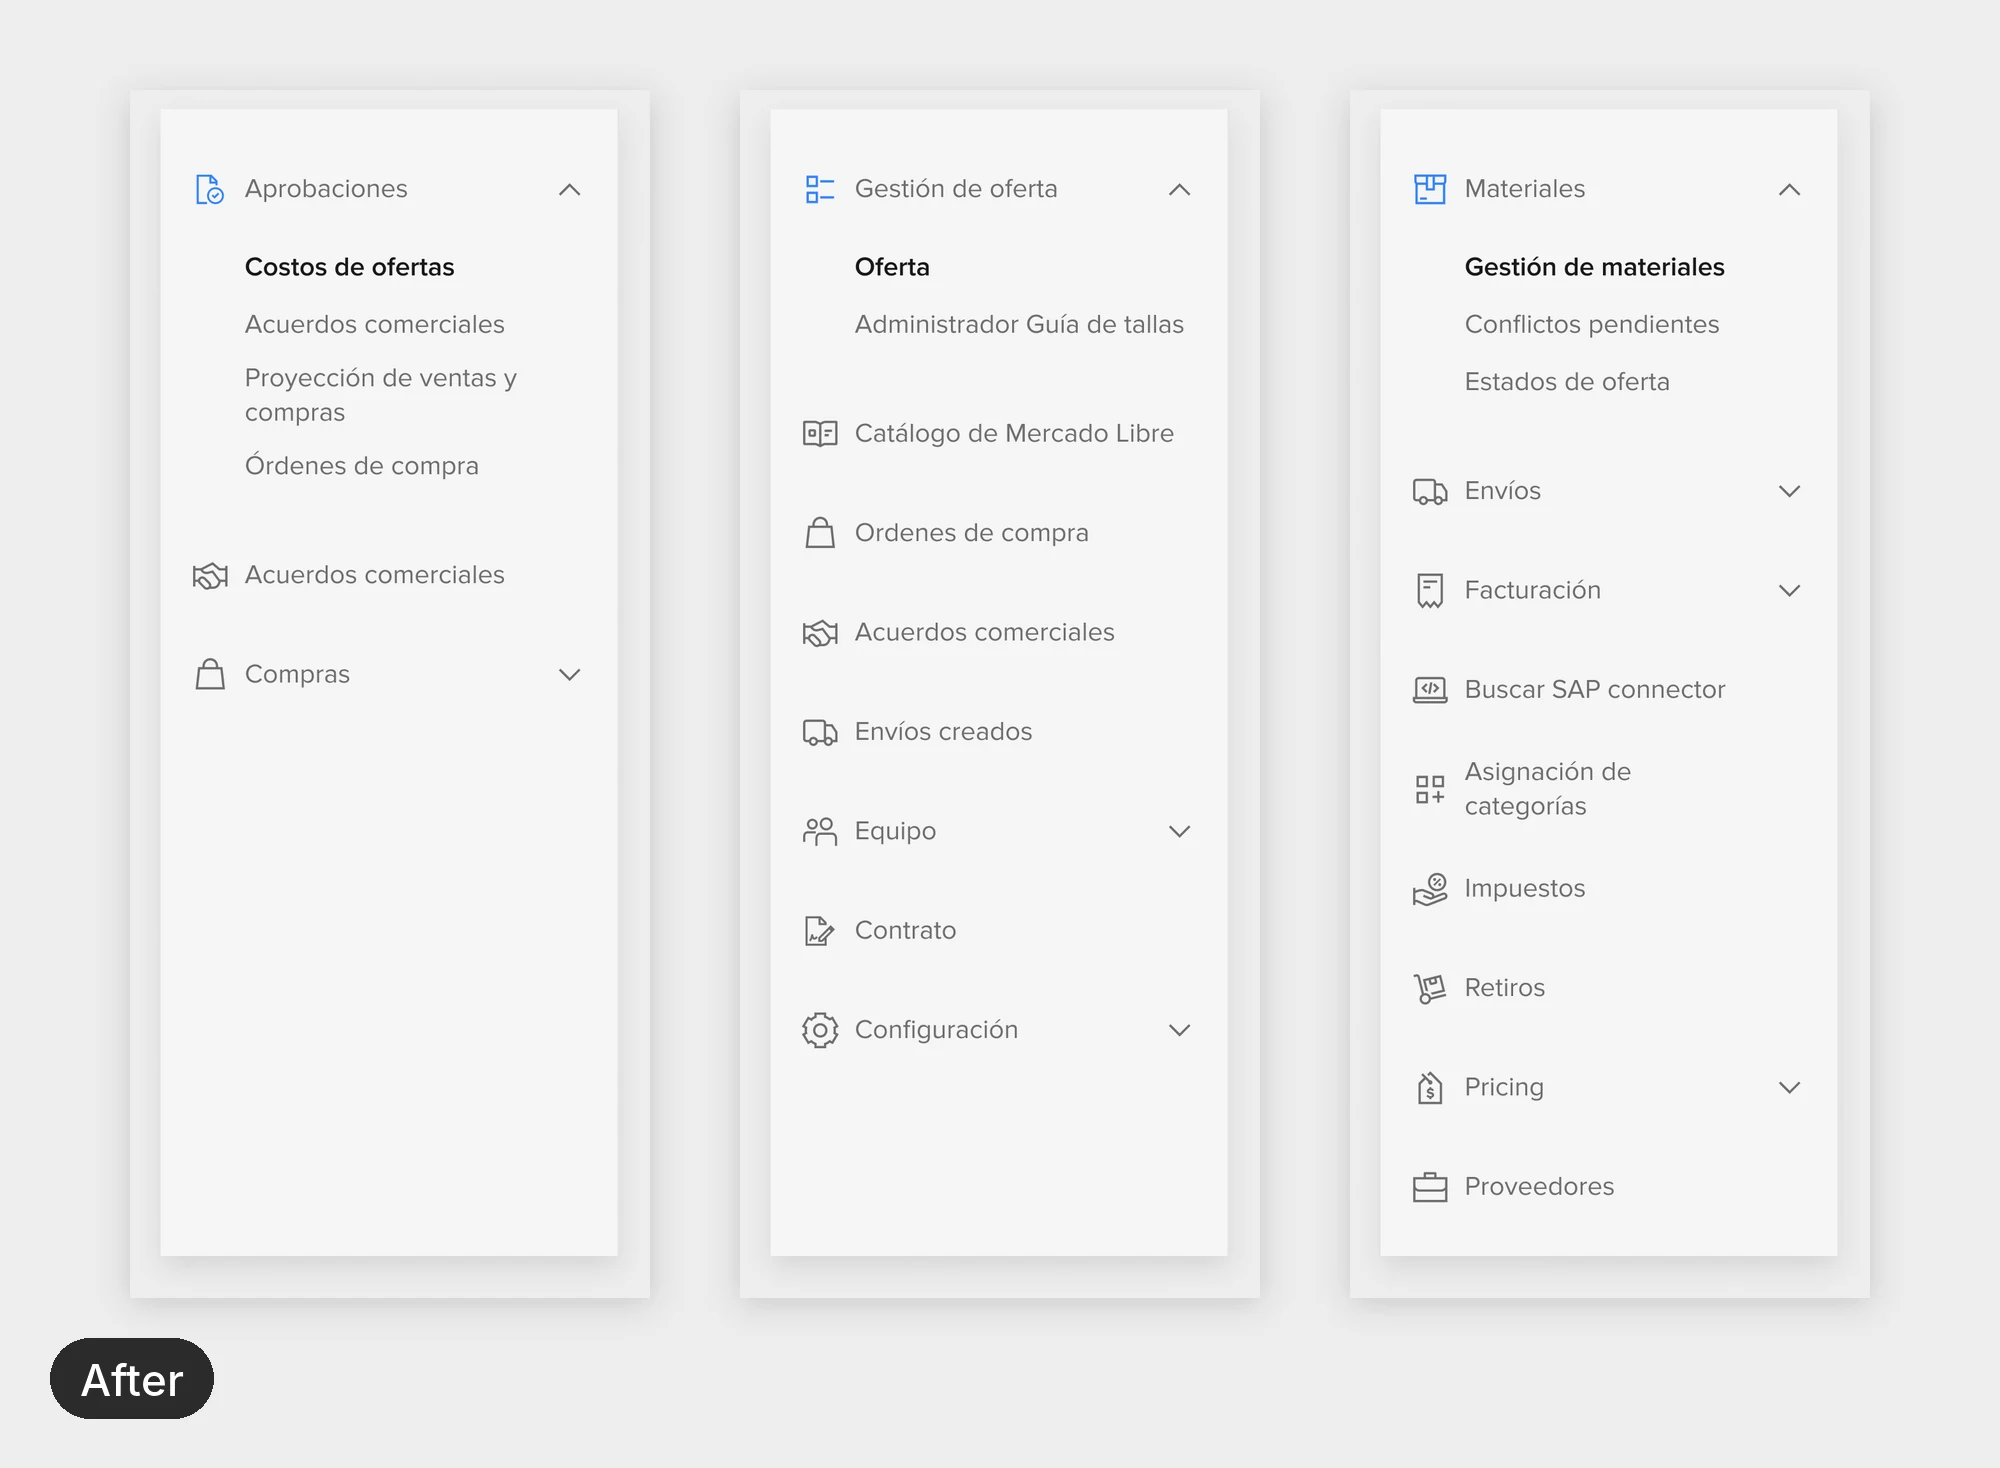 Aprobaciones
Costos de ofertas
Acuerdos comerciales
Proyección de ventas y
compras
Órdenes de compra
Acuerdos comerciales
Compras
Gestión de oferta
Oferta
Administrador Guía de tallas
Catálogo de Mercado Libre
Ordenes de compra
Acuerdos comerciales
Envíos creados
Equipo
Contrato
Configuración
Materiales
Gestión de materiales
Conflictos pendientes
Estados de oferta
Envíos
Facturación
Buscar SAP connector
Asignación de
categorías
Impuestos
Retiros
Pricing
Proveedores
After